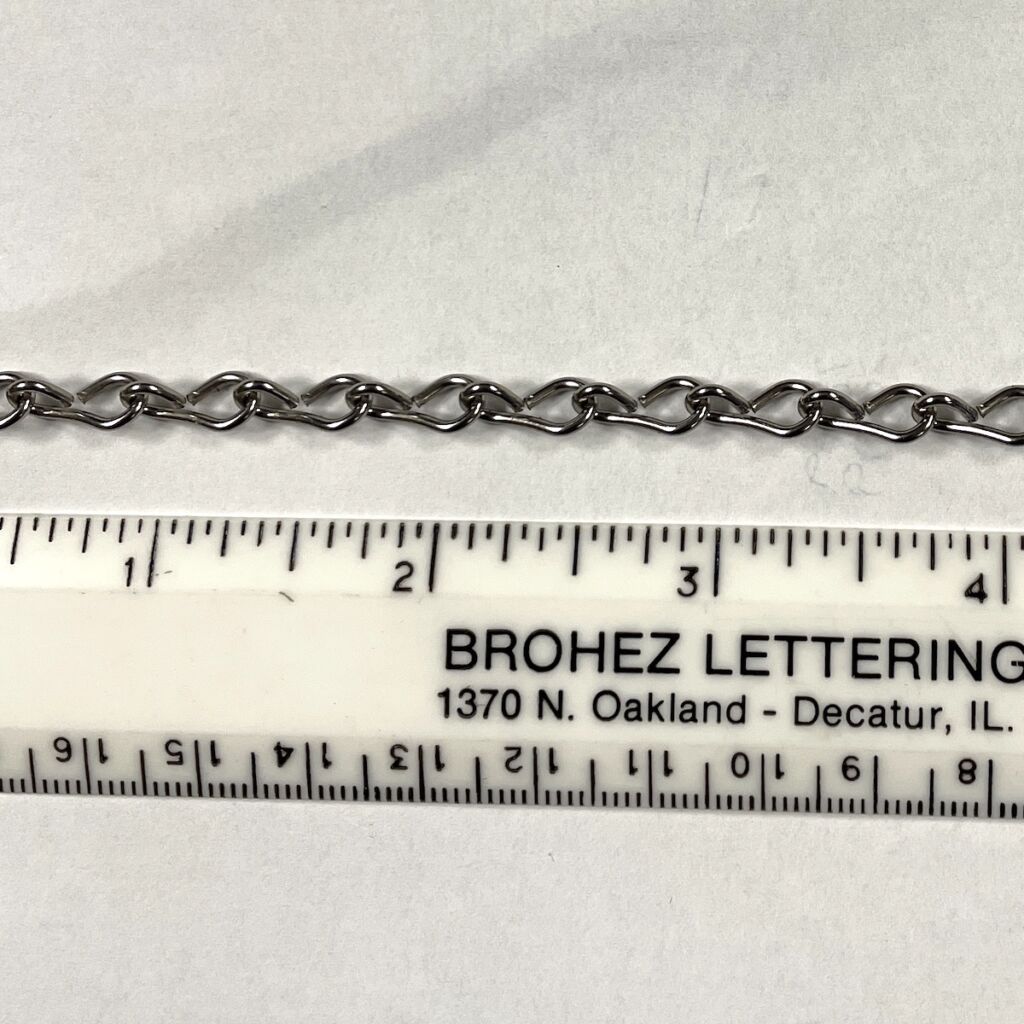 1 2 3 4
BROHEZ LETTERING
1370 N. Oakland - Decatur, IL.
16 15 14 13 12 11 10 9 8